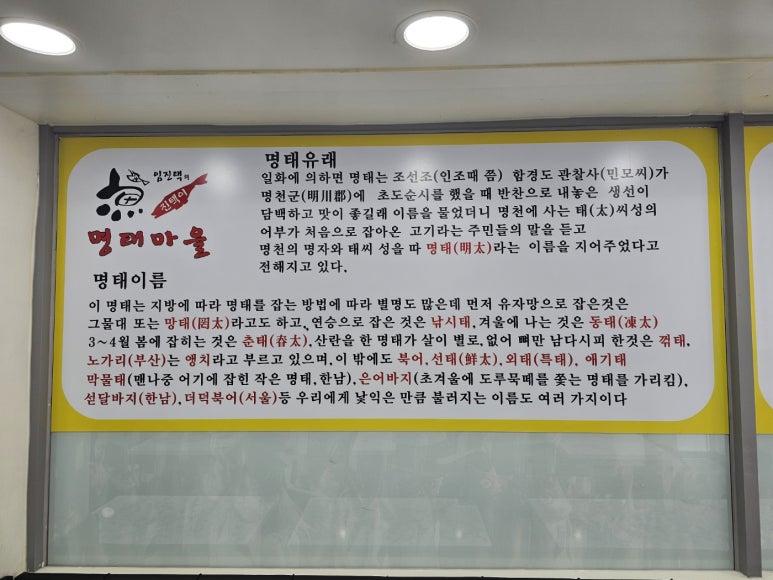 임진택의
魚
진택이
명태마을
명태유래
일화에 의하면 명태는 조선조(인조때 쯤) 함경도 관찰사(민모씨)가
명천군(明川郡)에 초도순시를 했을 때 반찬으로 내놓은 생선이
담백하고 맛이 좋길래 이름을 물었더니 명천에 사는 태(太)씨성의
어부가 처음으로 잡아온 고기라는 주민들의 말을 듣고
명천의 명자와 태씨 성을 따 명태(明太)라는 이름을 지어주었다고
전해지고 있다.
명태이름
이 명태는 지방에 따라 명태를 잡는 방법에 따라 별명도 많은데 먼저 유자망으로 잡은것은
그물대 또는 망태(罔太)라고도 하고, 연승으로 잡은 것은 낚시태,겨울에 나는 것은 동태(凍太)
3~4월 봄에 잡히는 것은 춘태(春太),산란을 한 명태가 살이 별로,없어 뼈만 남다시피 한것은 꺾태,
노가리(부산)는 앵치라고 부르고 있으며,이 밖에도 북어,선태(鮮太), 외태(특태), 애기태
막물태(맨나중 어기에 잡힌 작은 명태,한남),은어바지(초겨울에 도루묵떼를 쫓는 명태를 가리킴),
섣달바지(한남),더덕북어(서울)등 우리에게 낯익은 만큼 불러지는 이름도 여러 가지이다